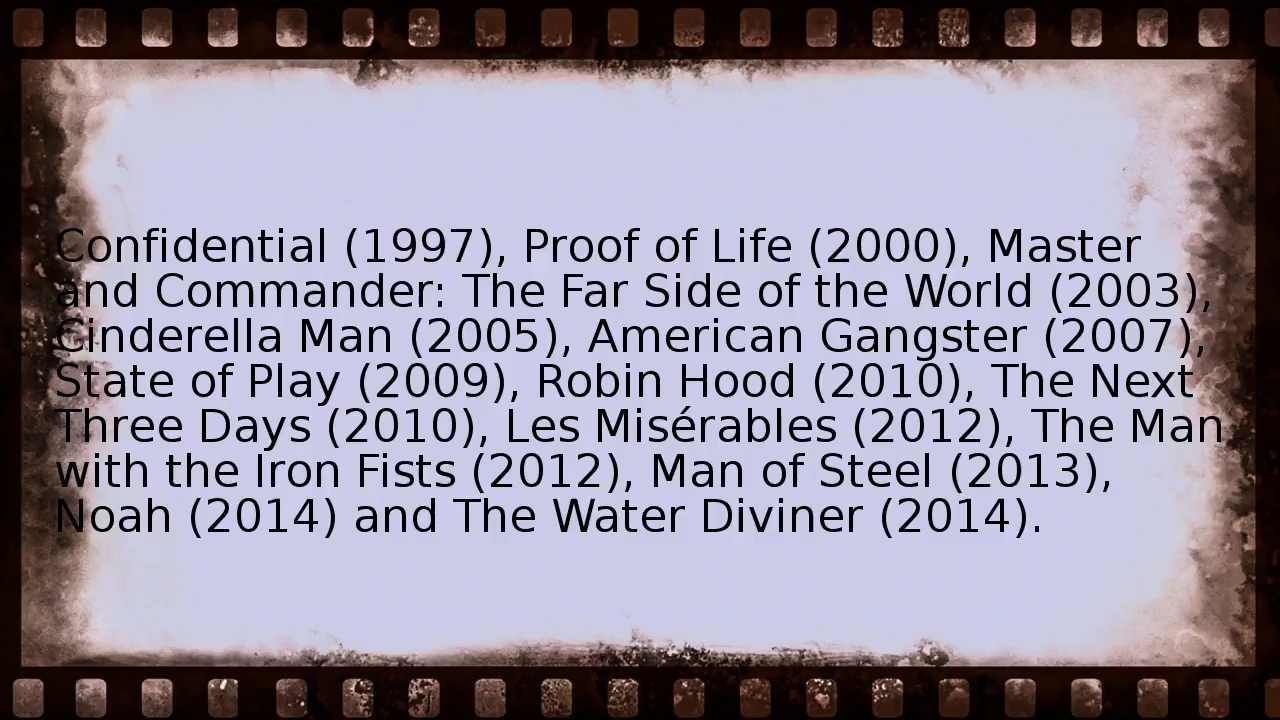 Confidential (1997), Proof of Life (2000), Master
and Commander: The Far Side of the World (2003),
Cinderella Man (2005), American Gangster (2007),
State of Play (2009), Robin Hood (2010), The Next
Three Days (2010), Les Misérables (2012), The Man
with the Iron Fists (2012), Man of Steel (2013),
Noah (2014) and The Water Diviner (2014).